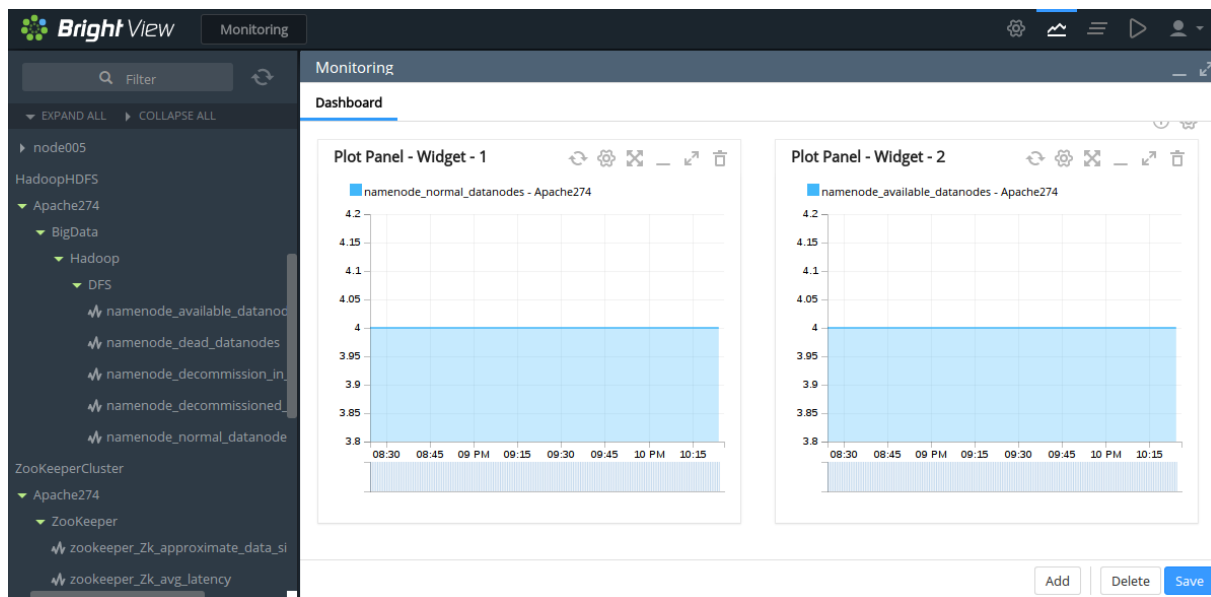 Bright View
Monitoring
Filter
EXPAND ALL
COLLAPSE ALL
node005
HadoopHDFS
Apache274
BigData
Hadoop
DFS
namenode_available_datanod
namenode_dead_datanodes
namenode_decommission_in_
namenode_decommissioned_
namenode_normal_datanode
ZooKeeperCluster
Apache274
ZooKeeper
zookeeper_Zk_approximate_data_si
zookeeper_Zk_avg_latency
Monitoring
Dashboard
Plot Panel - Widget - 1
namenode_normal_datanodes - Apache274
4.2
4.15
4.1
4.05
4
3.95
3.9
3.85
3.8
08:30 08:45 09 PM 09:15 09:30 09:45 10 PM 10:15
Plot Panel - Widget - 2
namenode_available_datanodes - Apache274
4.2
4.15
4.1
4.05
4
3.95
3.9
3.85
3.8
08:30 08:45 09 PM 09:15 09:30 09:45 10 PM 10:15
Add
Delete
Save